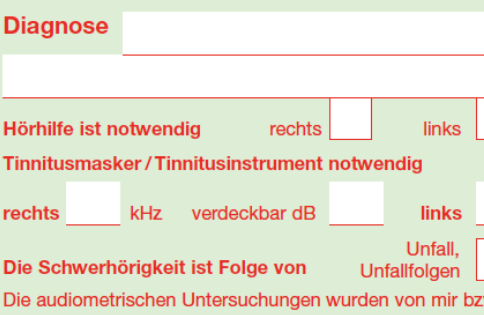 Diagnose
Hörhilfe ist notwendig rechts links
Tinnitusmasker / Tinnitusinstrument notwendig
rechts kHz verdeckbar dB links
Die Schwerhörigkeit ist Folge von Unfall, Unfallfolgen
Die audiometrischen Untersuchungen wurden von mir bz